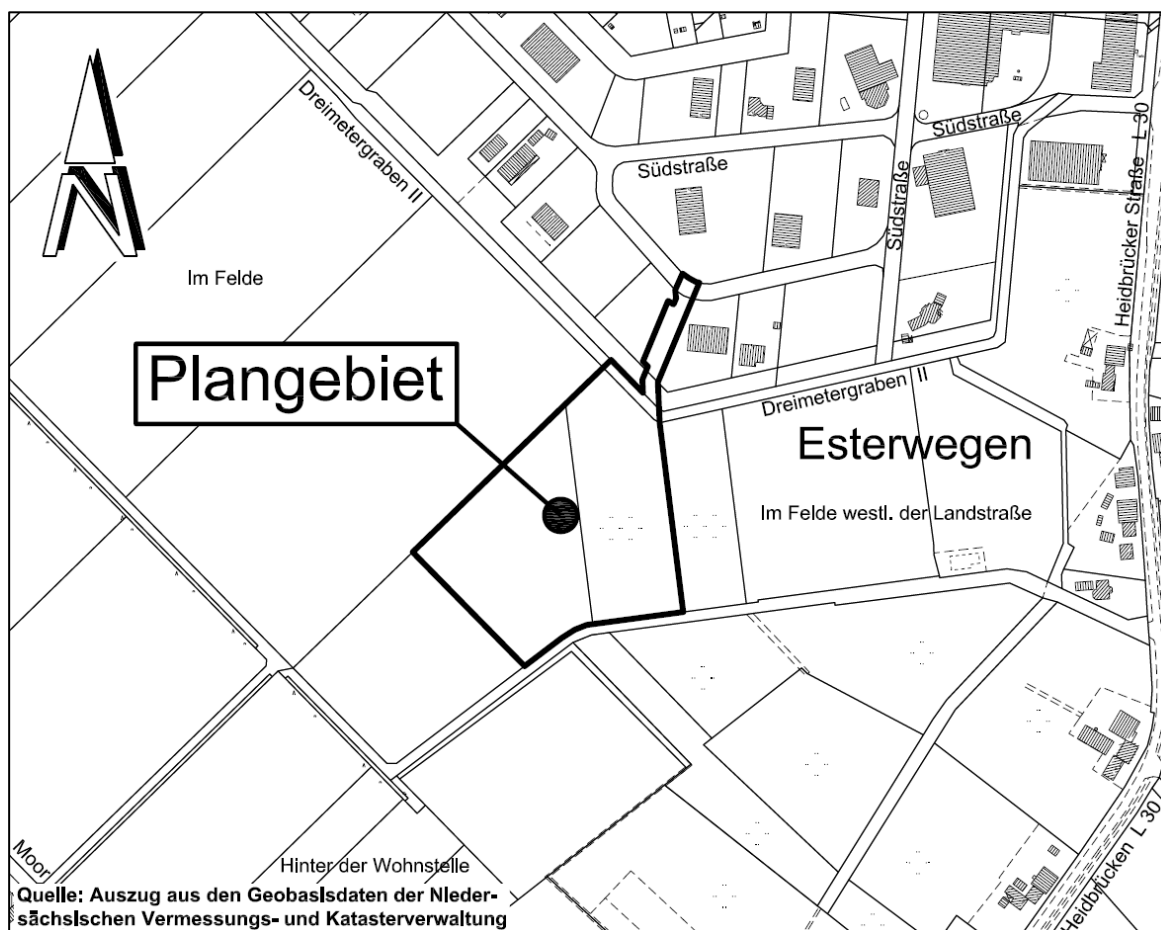 Dreimetergraben II
Südstraße
Südstraße
Südstraße
Heidbrücker Straße L 30
N
Im Felde
Plangebiet
Dreimetergraben II
Esterwegen
Im Felde westl. der Landstraße
Moor
Hinter der Wohnstelle
Heidbrücken L 30 /
Quelle: Auszug aus den Geobasisdaten der Nieder-
sächsischen Vermessungs- und Katasterverwaltung